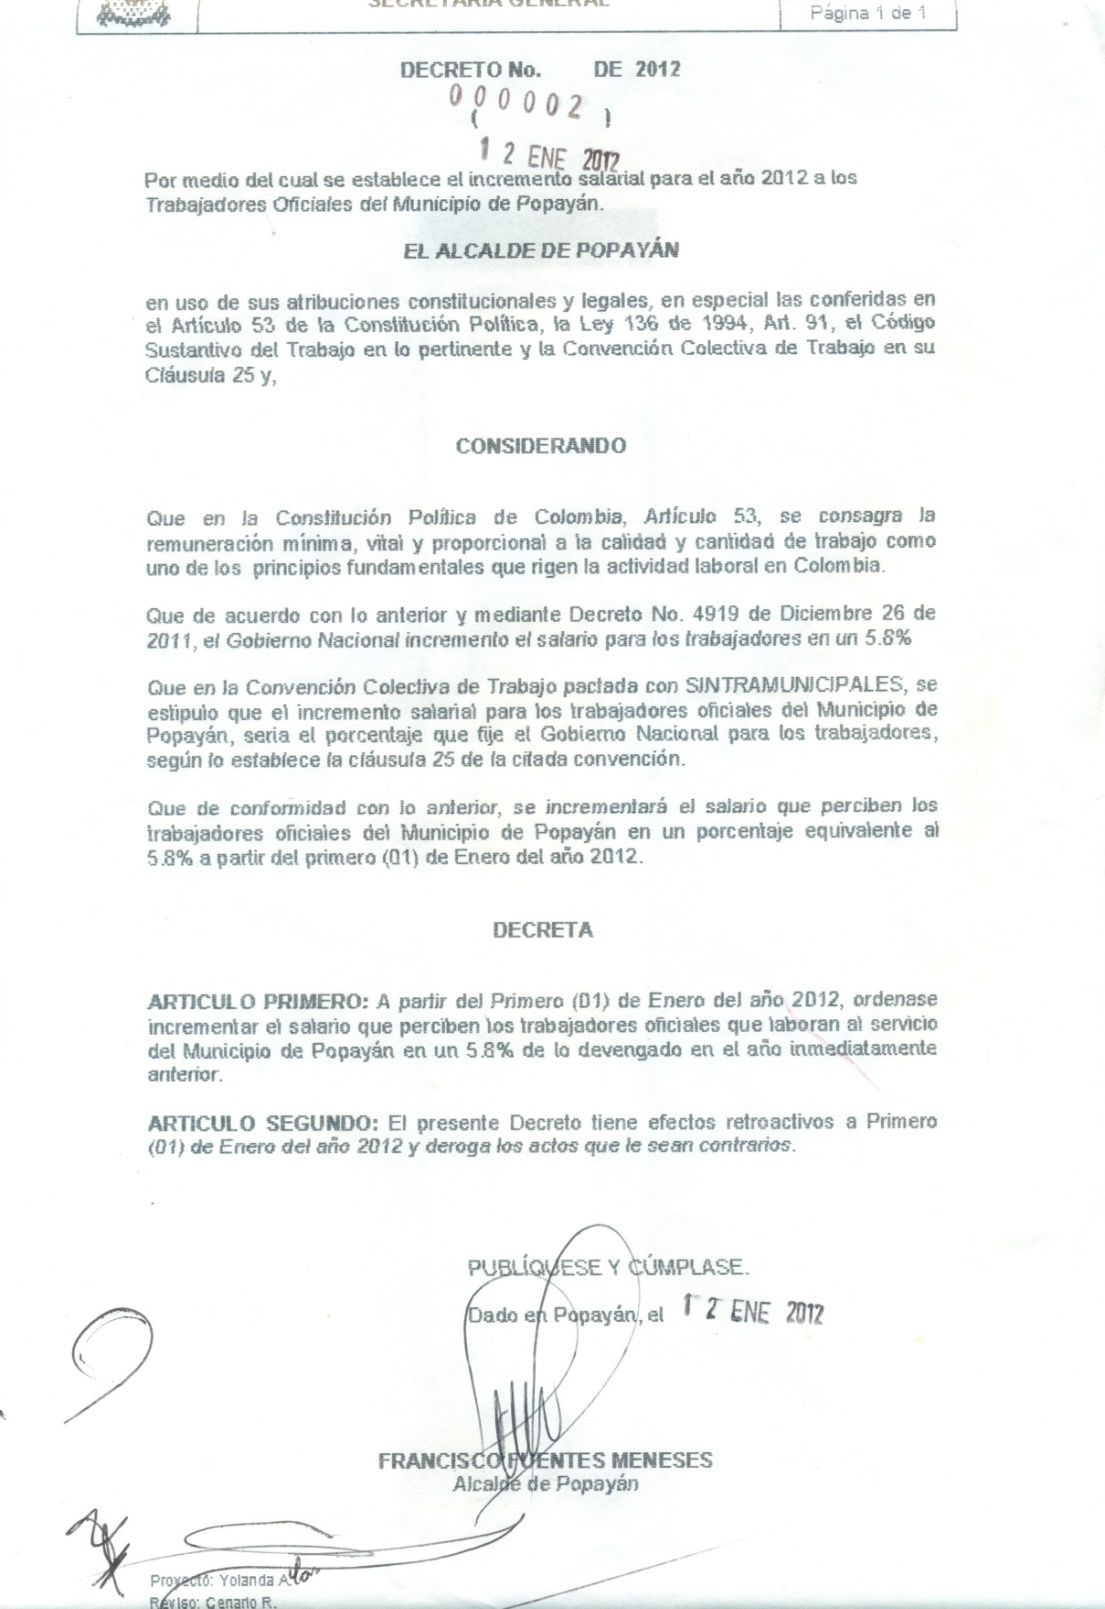 SECRETARIA GENERAL
Página 1 de 1
DECRETO No. DE 2012
000002
( )
12 ENE 2012
Por medio del cual se establece el incremento salarial para el año 2012 a los
Trabajadores Oficiales del Municipio de Popayán.
EL ALCALDE DE POPAYÁN
en uso de sus atribuciones constitucionales y legales, en especial las conferidas en
el Artículo 53 de la Constitución Política, la Ley 136 de 1994, Art. 91, el Código
Sustantivo del Trabajo en lo pertinente y la Convención Colectiva de Trabajo en su
Cláusula 25 y,
CONSIDERANDO
Que en la Constitución Política de Colombia, Artículo 53, se consagra la
remuneración mínima, vital y proporcional a la calidad y cantidad de trabajo como
uno de los principios fundamentales que rigen la actividad laboral en Colombia.
Que de acuerdo con lo anterior y mediante Decreto No. 4919 de Diciembre 26 de
2011, el Gobierno Nacional incremento el salario para los trabajadores en un 5.8%
Que en la Convención Colectiva de Trabajo pactada con SINTRAMUNICIPALES, se
estipulo que el incremento salarial para los trabajadores oficiales del Municipio de
Popayán, seria el porcentaje que fije el Gobierno Nacional para los trabajadores,
según lo establece la cláusula 25 de la citada convención.
Que de conformidad con lo anterior, se incrementará el salario que perciben los
trabajadores oficiales del Municipio de Popayán en un porcentaje equivalente al
5.8% a partir del primero (01) de Enero del año 2012.
DECRETA
ARTICULO PRIMERO: A partir del Primero (01) de Enero del año 2012, ordenase
incrementar el salario que perciben los trabajadores oficiales que laboran al servicio
del Municipio de Popayán en un 5.8% de lo devengado en el año inmediatamente
anterior.
ARTICULO SEGUNDO: El presente Decreto tiene efectos retroactivos a Primero
(01) de Enero del año 2012 y deroga los actos que le sean contrarios.
PUBLÍQUESE Y CÚMPLASE.
Dado en Popayán, el 12 ENE 2012
FRANCISCO FUENTES MENESES
Alcalde de Popayán
Proyectó: Yolanda A.
Reviso: Cenario R.